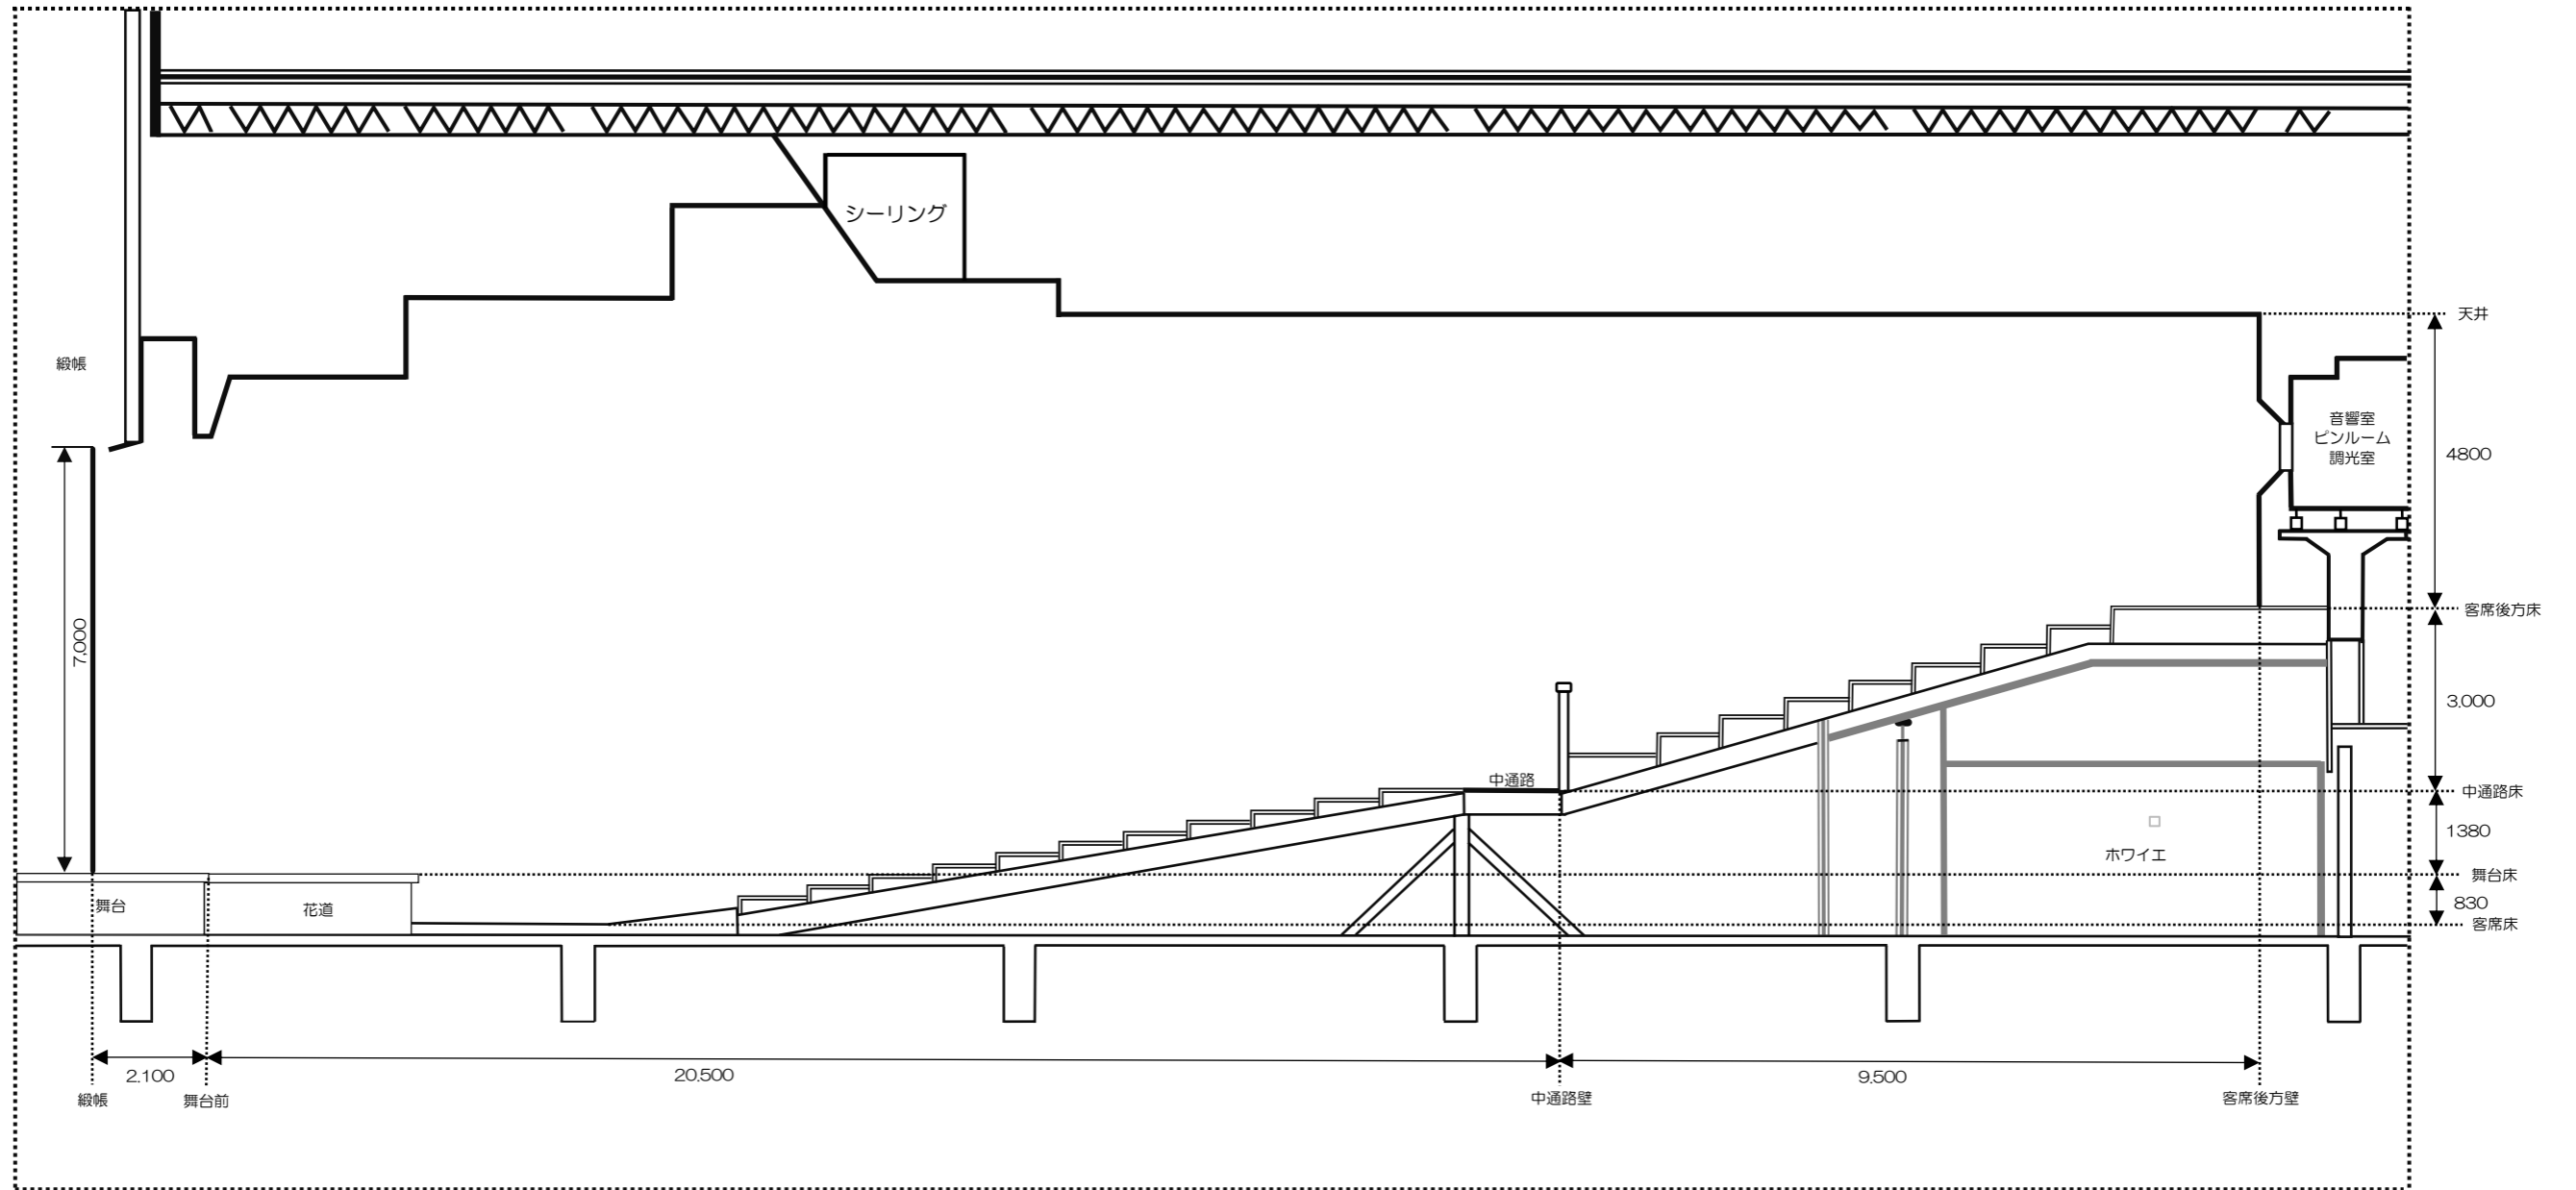 シーリング
天井
緞帳
音響室
ピンルーム
調光室
4800
客席後方床
7,000
3.000
中通路
中通路床
1380
ホワイエ
舞台床
舞台
花道
830
客席床
2.100
20.500
9.500
緞帳
舞台前
中通路壁
客席後方壁